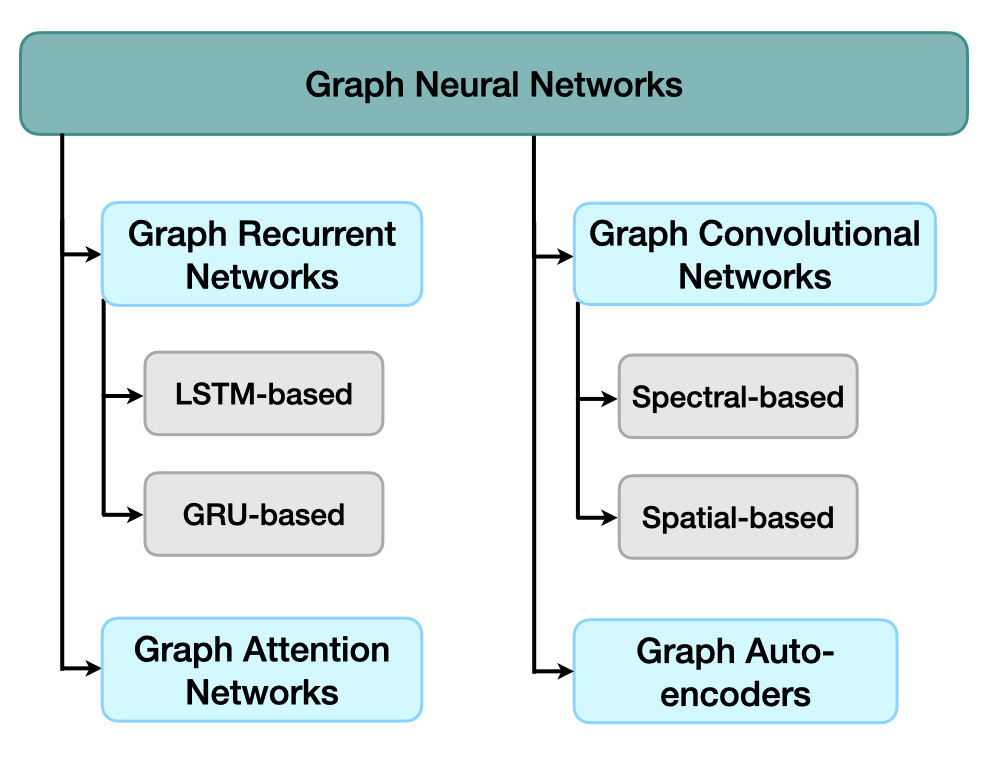 Graph Neural Networks
Graph Recurrent
Networks
LSTM-based
GRU-based
Graph Attention
Networks
Graph Convolutional
Networks
Spectral-based
Spatial-based
Graph Auto-
encoders